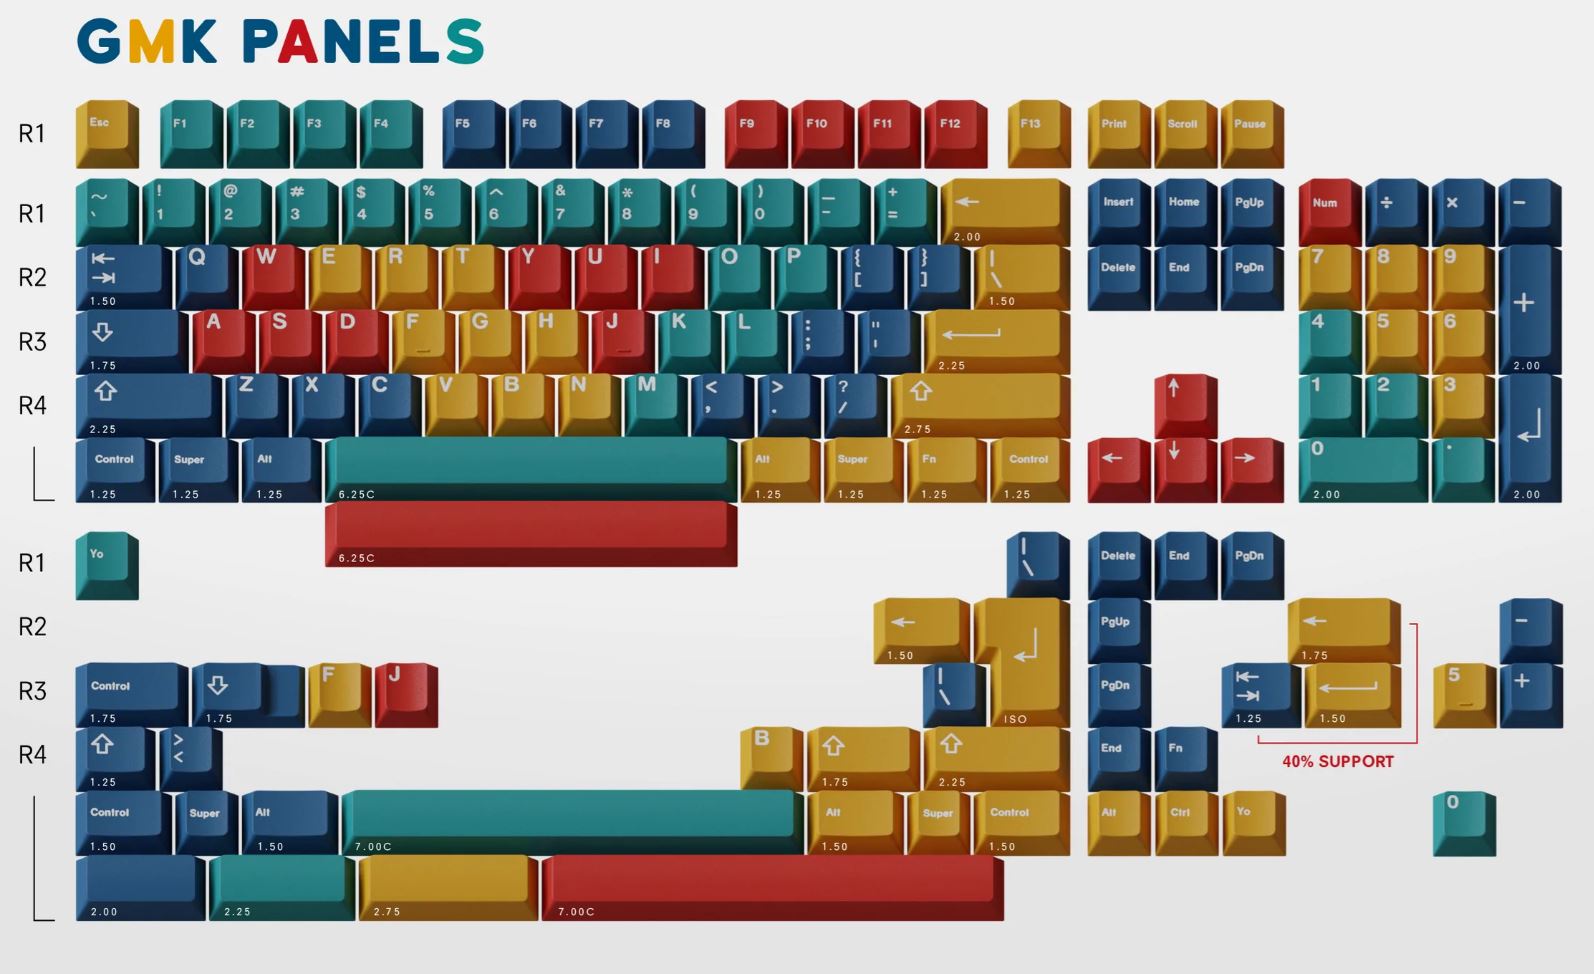 GMK PANELS
R1 Esc F1 F2 F3 F4 F5 F6 F7 F8 F9 F10 F11 F12 F13 Print Scroll Pause
R1 ~ ` ! 1 @ 2 # 3 $ 4 % 5 ^ 6 & 7 * 8 ( 9 ) 0 _ - + = ← 2.00 Insert Home PgUp Num ÷ × −
R2 ⇤ ⇥ 1.50 Q W E R T Y U I O P { [ } ] | \ 1.50 Delete End PgDn 7 8 9 + 2.00
R3 ⇩ 1.75 A S D F _ G H J _ K L : ; " ' ↵ 2.25 4 5 6
R4 ⇧ 2.25 Z X C V B N M < , > . ? / ⇧ 2.75 ↑ 1 2 3 ↵ 2.00
Control 1.25 Super 1.25 Alt 1.25 6.25C Alt 1.25 Super 1.25 Fn 1.25 Control 1.25 ← ↓ → 0 2.00 .
6.25C
R1 Yo | \ Delete End PgDn
R2 ← 1.50 ↵ ISO PgUp ← 1.75 −
R3 Control 1.75 ⇩ 1.75 F J | \ PgDn ⇤ ⇥ 1.25 ↵ 1.50 5 _ +
R4 ⇧ 1.25 > < B ⇧ 1.75 ⇧ 2.25 End Fn
40% SUPPORT
Control 1.50 Super Alt 1.50 7.00C Alt 1.50 Super Control 1.50 Alt Ctrl Yo 0
2.00 2.25 2.75 7.00C